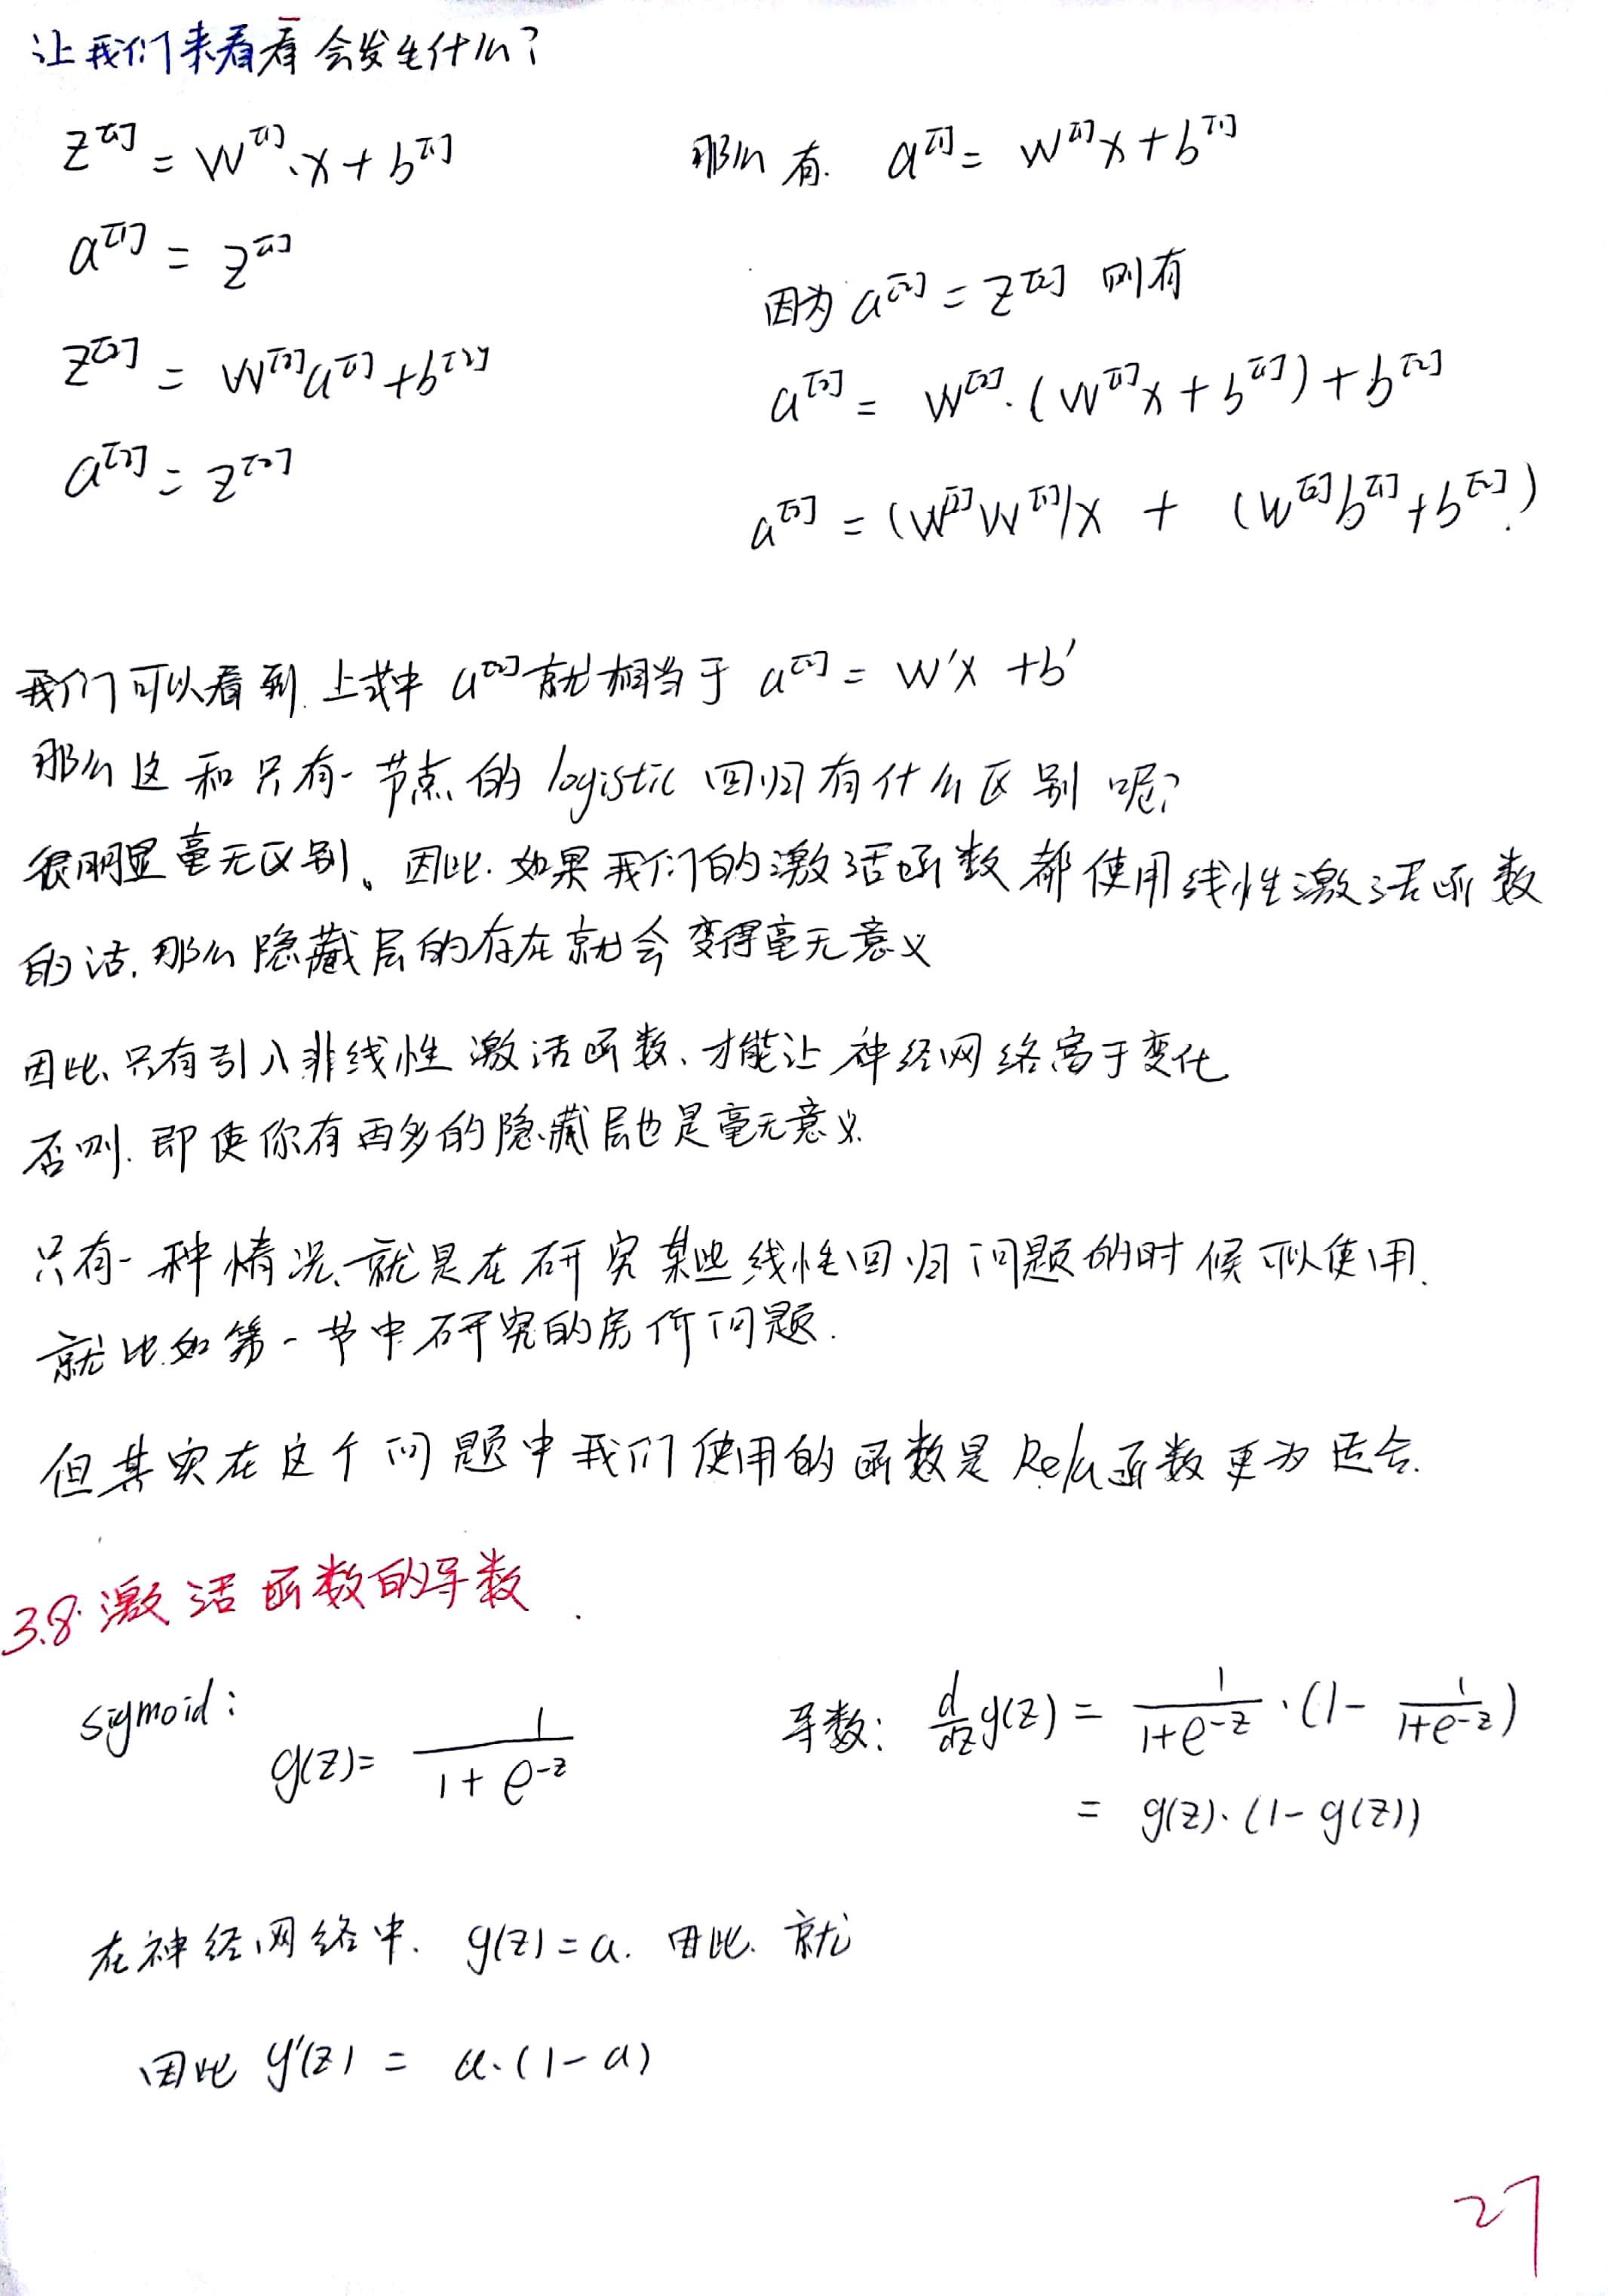 让我们来看看会发生什么?
z^[1] = W^[1]·x + b^[1]
a^[1] = z^[1]
z^[2] = W^[2]a^[1] + b^[2]
a^[2] = z^[2]
那么有. a^[1] = W^[1]x + b^[1]
因为 a^[2] = z^[2] 则有
a^[2] = W^[2]·(W^[1]x + b^[1]) + b^[2]
a^[2] = (W^[2]W^[1])x + (W^[2]b^[1] + b^[2])
我们可以看到.上式中 a^[2] 就相当于 a^[2] = W'x + b'
那么这和只有一节点的 logistic 回归有什么区别呢?
很明显毫无区别。因此.如果我们的激活函数都使用线性激活函数
的话.那么隐藏层的存在就会变得毫无意义
因此、只有引入非线性激活函数、才能让神经网络富于变化
否则.即使你有再多的隐藏层也是毫无意义.
只有一种情况、就是在研究某些线性回归问题的时候可以使用.
就比如第一节中研究的房价问题.
但其实在这个问题中我们使用的函数是Relu函数更为适合.
3.8.激活函数的导数
sigmoid:
g(z) = 1/(1 + e^-z)
导数: d/dz g(z) = 1/(1+e^-z)·(1 - 1/(1+e^-z))
= g(z)·(1 - g(z))
在神经网络中. g(z) = a. 因此. 就
因此 g'(z) = a·(1-a)
27